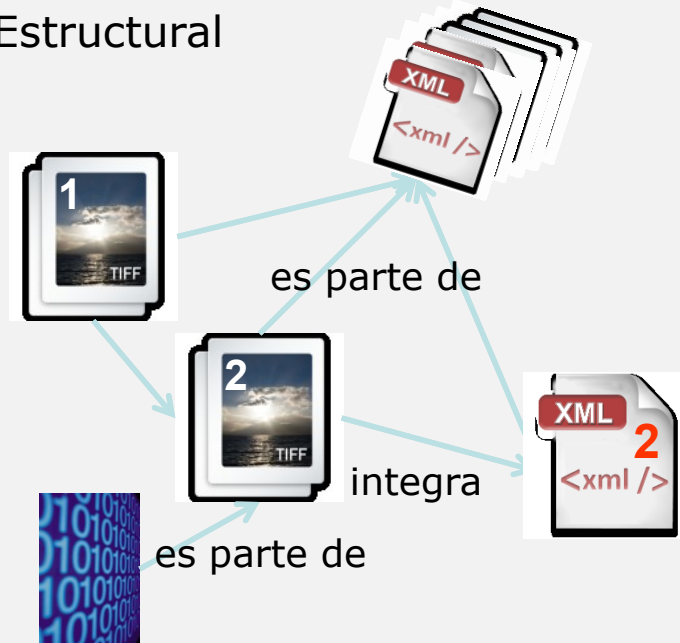 Estructural
XML
<xml />
1
TIFF
es parte de
2
TIFF
XML
2
<xml />
integra
es parte de